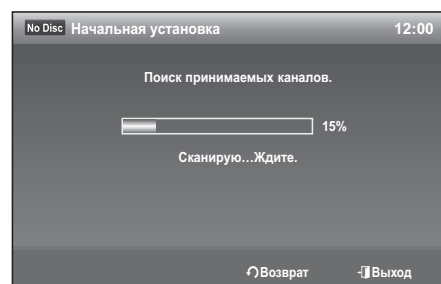 No Disc Начальная установка 12:00
Поиск принимаемых каналов.
15%
Сканирую...Ждите.
Возврат Выход